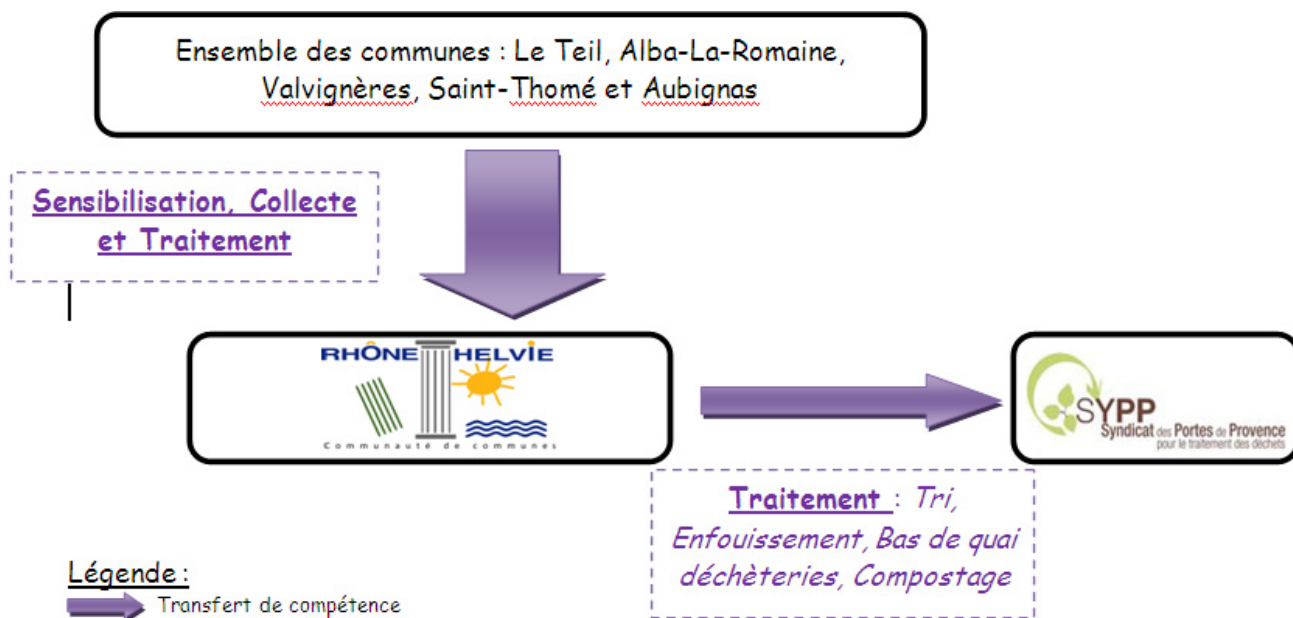 Ensemble des communes : Le Teil, Alba-La-Romaine,
Valvignères, Saint-Thomé et Aubignas
Sensibilisation, Collecte
et Traitement
RHÔNE HELVIE
Communauté de communes
SYPP
Syndicat des Portes de Provence
pour le traitement des déchets
Traitement : Tri,
Enfouissement, Bas de quai
déchèteries, Compostage
Légende :
Transfert de compétence